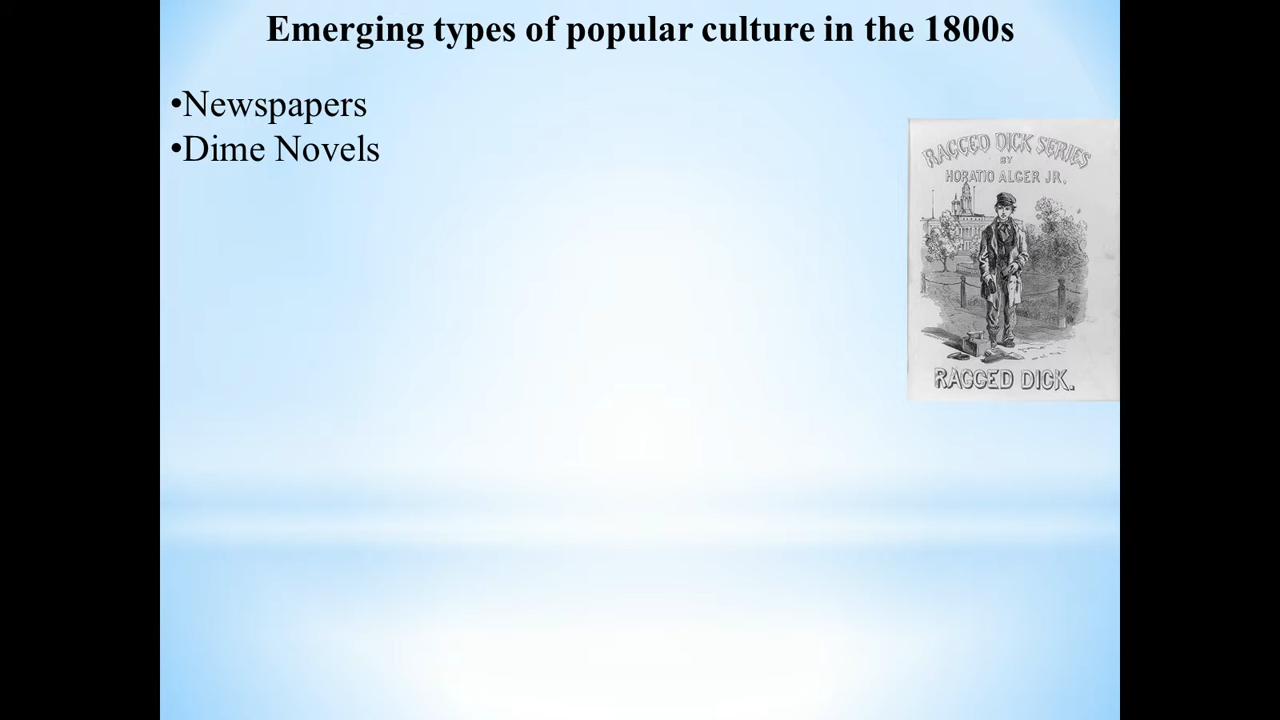 Emerging types of popular culture in the 1800s
•Newspapers
•Dime Novels
RAGGED DICK SERIES
BY
HORATIO ALGER JR.
RAGGED DICK.